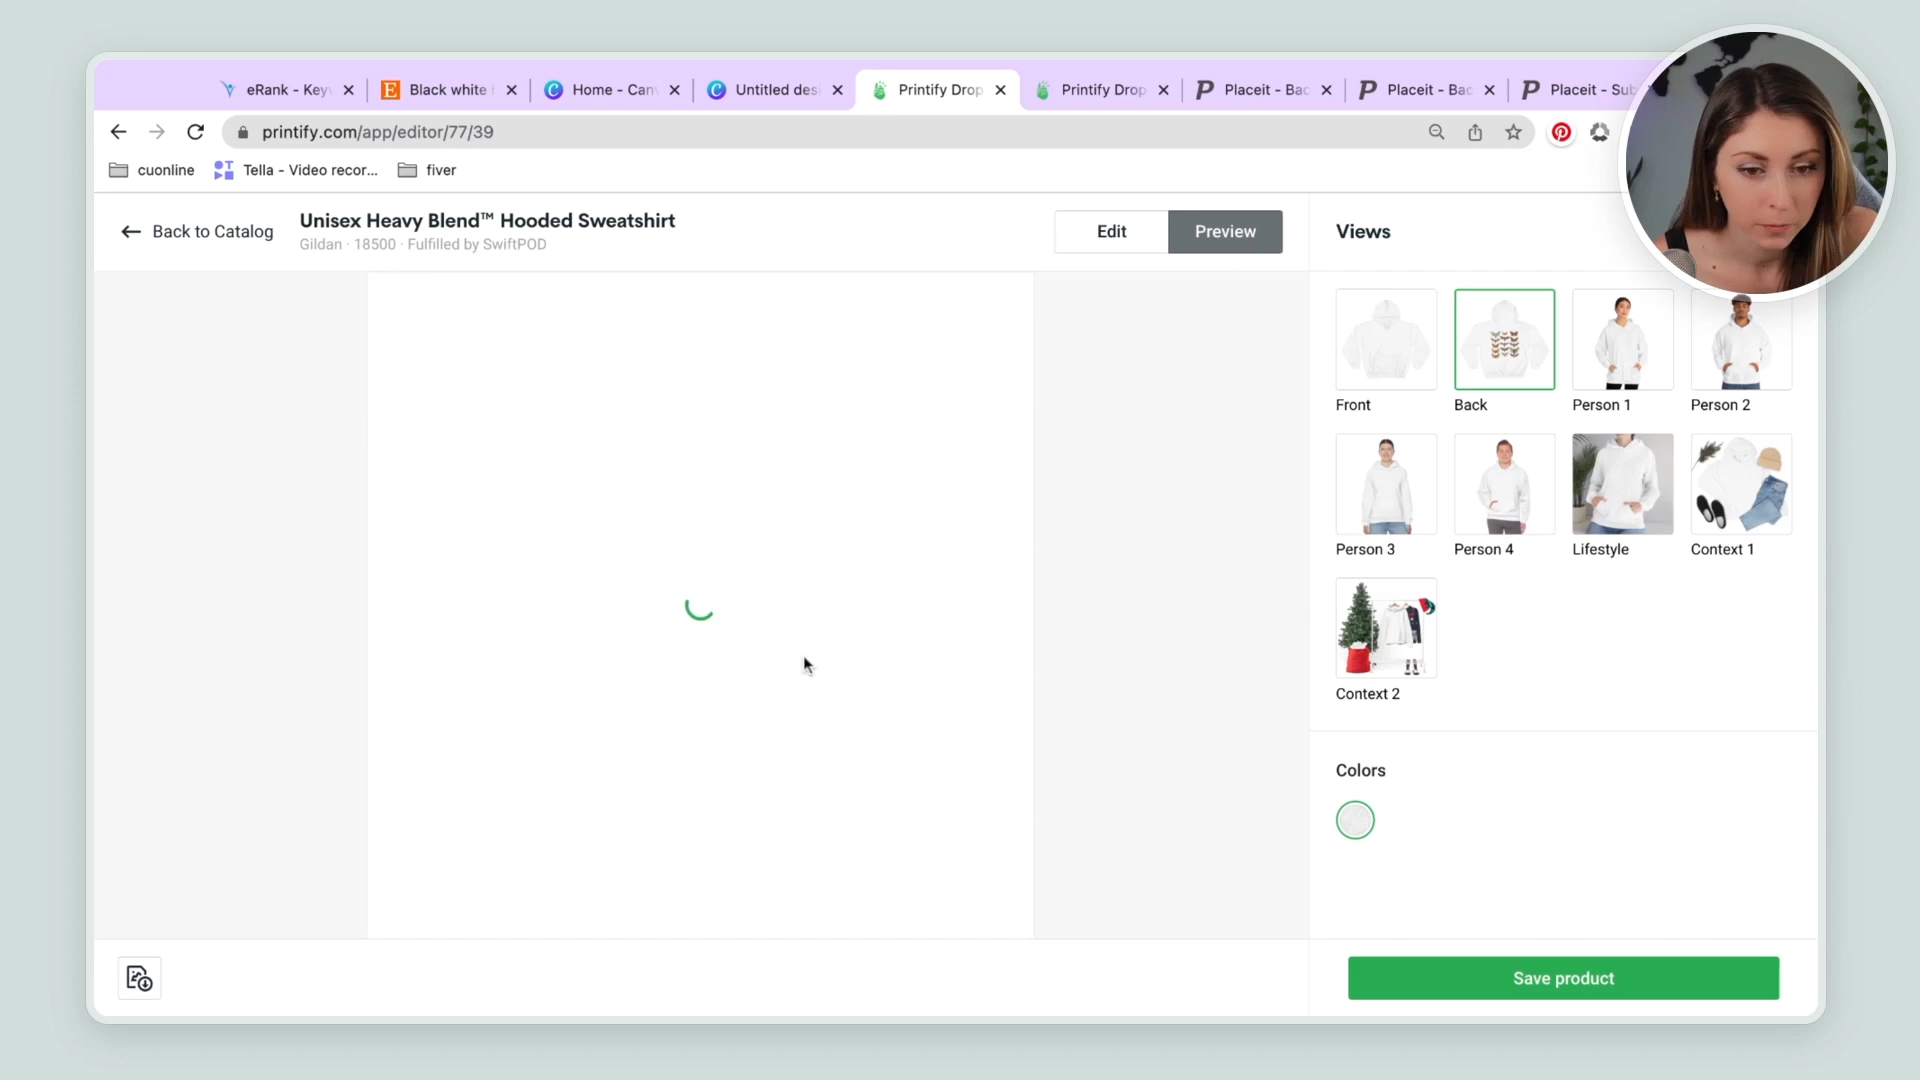 eRank - Key
Black white
Home - Can
Untitled des
Printify Drop
Printify Drop
Placeit - Bac
Placeit - Bac
Placeit - Sub
printify.com/app/editor/77/39
cuonline
Tella - Video recor...
fiver
Back to Catalog
Unisex Heavy Blend™ Hooded Sweatshirt
Gildan · 18500 · Fulfilled by SwiftPOD
Edit
Preview
Views
Front
Back
Person 1
Person 2
Person 3
Person 4
Lifestyle
Context 1
Context 2
Colors
Save product